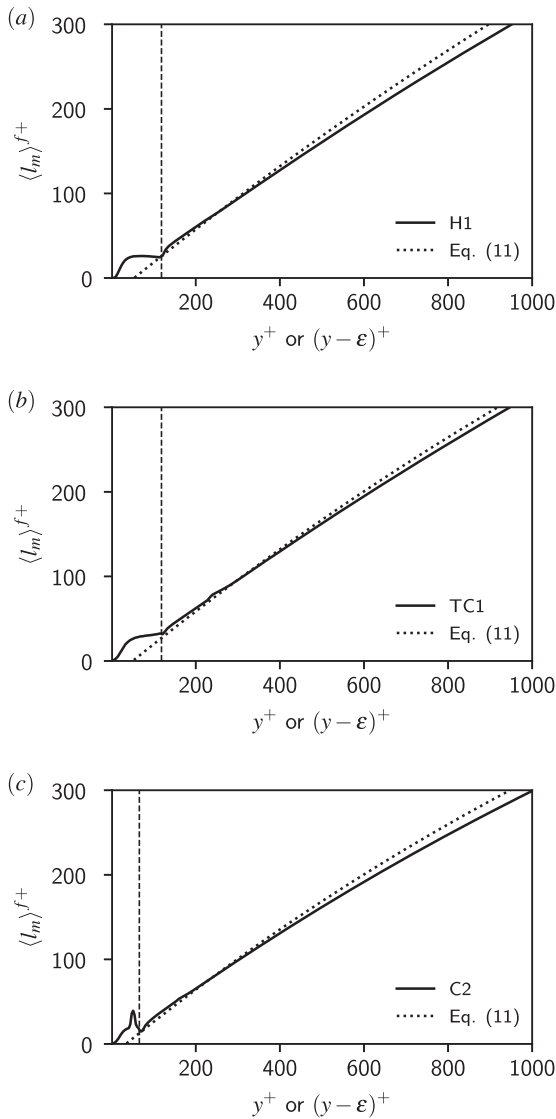 (a)
300
200
100
0
⟨l_m⟩^{f+}
H1
Eq. (11)
200 400 600 800 1000
y^+ or (y − ε)^+
(b)
300
200
100
0
⟨l_m⟩^{f+}
TC1
Eq. (11)
200 400 600 800 1000
y^+ or (y − ε)^+
(c)
300
200
100
0
⟨l_m⟩^{f+}
C2
Eq. (11)
200 400 600 800 1000
y^+ or (y − ε)^+